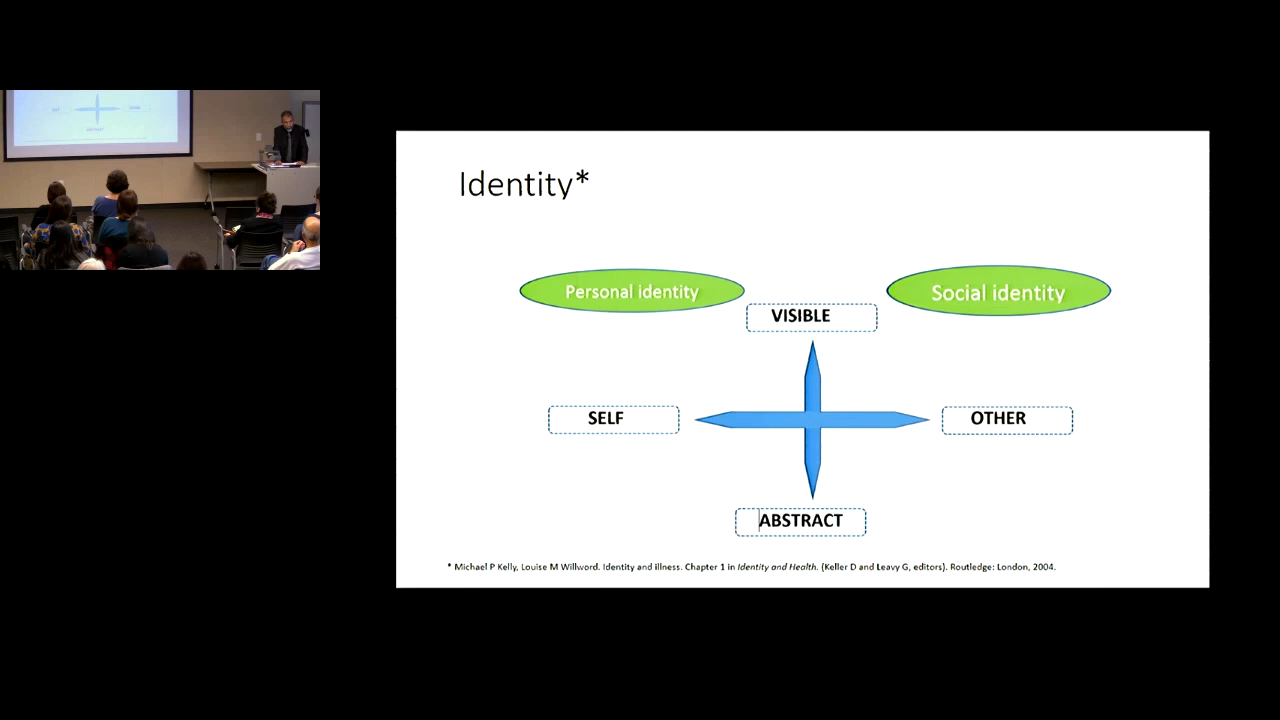 Identity*
Personal identity
Social identity
VISIBLE
SELF
OTHER
ABSTRACT
* Michael P Kelly, Louise M Willword. Identity and illness. Chapter 1 in Identity and Health. (Keller D and Leavy G, editors). Routledge: London, 2004.